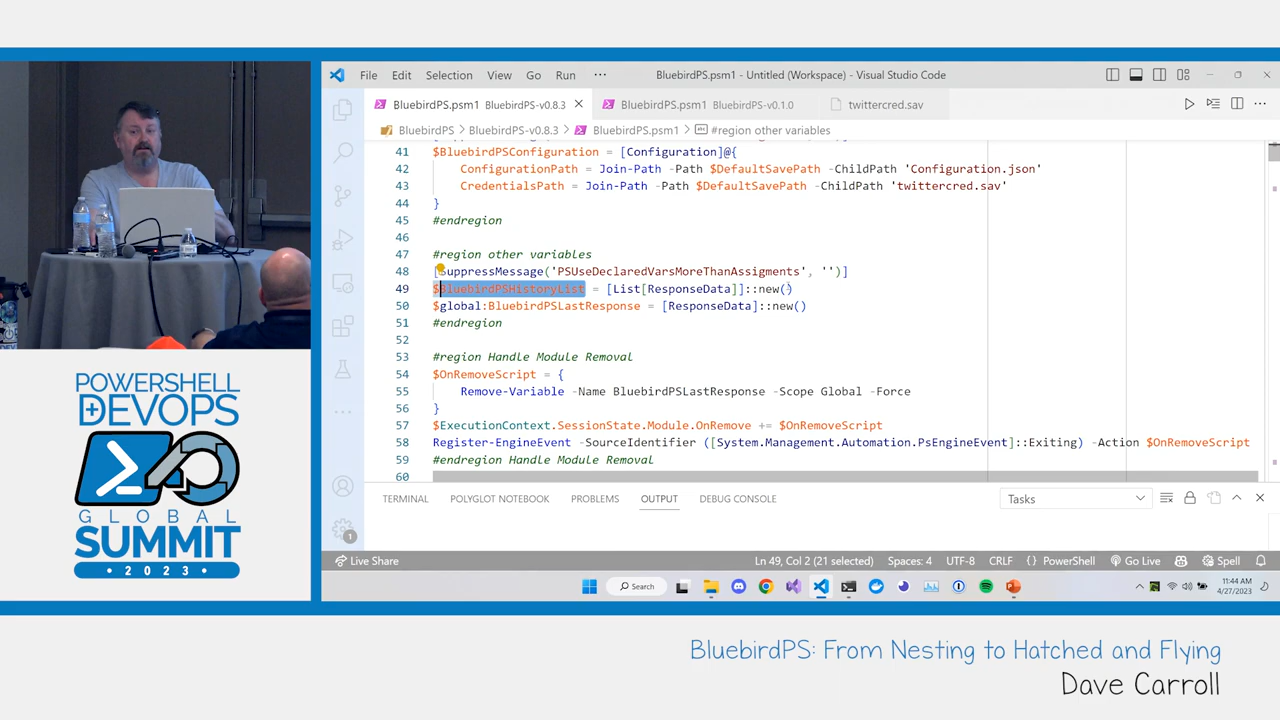 File Edit Selection View Go Run ··· BluebirdPS.psm1 - Untitled (Workspace) - Visual Studio Code
BluebirdPS.psm1 BluebirdPS-v0.8.3 BluebirdPS.psm1 BluebirdPS-v0.1.0 twittercred.sav
BluebirdPS > BluebirdPS-v0.8.3 > BluebirdPS.psm1 > #region other variables
41 $BluebirdPSConfiguration = [Configuration]@{
42 ConfigurationPath = Join-Path -Path $DefaultSavePath -ChildPath 'Configuration.json'
43 CredentialsPath = Join-Path -Path $DefaultSavePath -ChildPath 'twittercred.sav'
44 }
45 #endregion
46
47 #region other variables
48 [SuppressMessage('PSUseDeclaredVarsMoreThanAssigments', '')]
49 $BluebirdPSHistoryList = [List[ResponseData]]::new()
50 $global:BluebirdPSLastResponse = [ResponseData]::new()
51 #endregion
52
53 #region Handle Module Removal
54 $OnRemoveScript = {
55 Remove-Variable -Name BluebirdPSLastResponse -Scope Global -Force
56 }
57 $ExecutionContext.SessionState.Module.OnRemove += $OnRemoveScript
58 Register-EngineEvent -SourceIdentifier ([System.Management.Automation.PsEngineEvent]::Exiting) -Action $OnRemoveScript
59 #endregion Handle Module Removal
60
TERMINAL POLYGLOT NOTEBOOK PROBLEMS OUTPUT DEBUG CONSOLE Tasks
1
Live Share Ln 49, Col 2 (21 selected) Spaces: 4 UTF-8 CRLF { } PowerShell Go Live Spell
Search
11:44 AM
4/27/2023
POWERSHELL
+DEVOPS
GLOBAL
SUMMIT
• 2023 •
BluebirdPS: From Nesting to Hatched and Flying
Dave Carroll